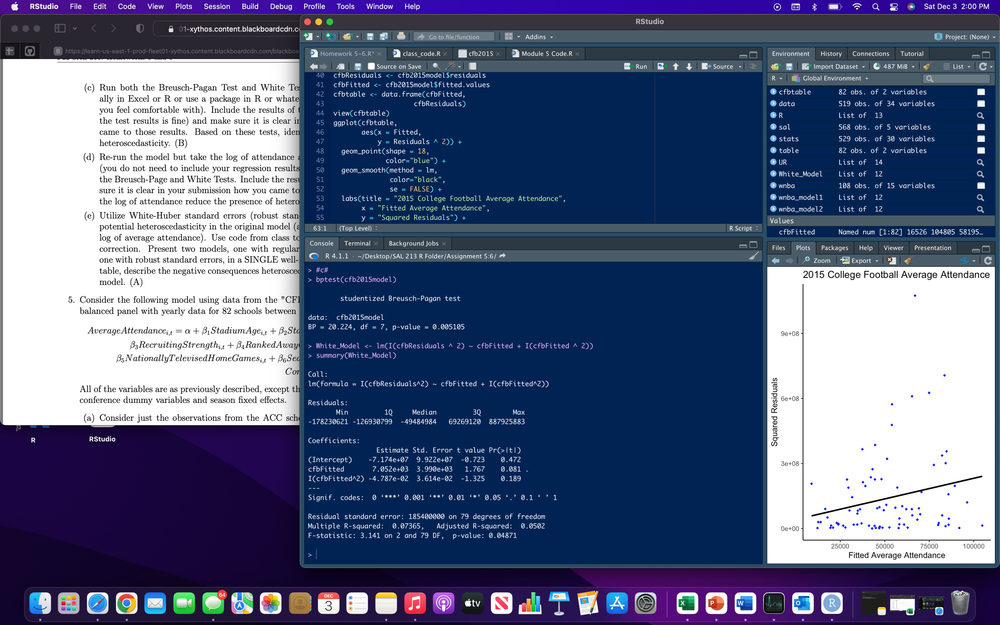 RStudio File Edit Code View Plots Session Build Debug Profile Tools Window Help Sat Dec 3 2:00 PM
01-xythos.content.blackboardcdn.c
https://learn-us-east-1-prod-fleet01-xythos.content.blackboardcdn.com/blackboa
(c) Run both the Breusch-Pagan Test and White Tes
ally in Excel or R or use a package in R or whate
you feel comfortable with). Include the results of t
the test results is fine) and make sure it is clear in
came to those results. Based on these tests, iden
heteroscedasticity. (B)
(d) Re-run the model but take the log of attendance a
(you do not need to include your regression results
the Breusch-Page and White Tests. Include the resu
sure it is clear in your submission how you came to
the log of attendance reduce the presence of hetero
(e) Utilize White-Huber standard errors (robust stan
potential heteroscedasticity in the original model (a
log of average attendance). Use code from class to
correction. Present two models, one with regular
one with robust standard errors, in a SINGLE well-
table, describe the negative consequences heterosced
model. (A)
5. Consider the following model using data from the "CF
balanced panel with yearly data for 82 schools between
AverageAttendance i,t = α + β1StadiumAge i,t + β2Sta
β3RecruitingStrength i,t + β4RankedAway
β5NationallyTelevisedHomeGames i,t + β6Sea
Con
All of the variables are as previously described, except th
conference dummy variables and season fixed effects.
(a) Consider just the observations from the ACC sch
R
RStudio
RStudio
Go to file/function
Addins
Project: (None)
Homework 5-6.R*
class_code.R
cfb2015
Module 5 Code.R
Source on Save
Run
Source
40 cfbResiduals <- cfb2015model$residuals
41 cfbFitted <- cfb2015model$fitted.values
42 cfbtable <- data.frame(cfbFitted,
43 cfbResiduals)
44 view(cfbtable)
45 ggplot(cfbtable,
46 aes(x = Fitted,
47 y = Residuals ^ 2)) +
48 geom_point(shape = 18,
49 color="blue") +
50 geom_smooth(method = lm,
51 color="black",
52 se = FALSE) +
53 labs(title = "2015 College Football Average Attendance",
54 x = "Fitted Average Attendance",
55 y = "Squared Residuals") +
63:1 (Top Level) R Script
Console Terminal Background Jobs
R 4.1.1 · ~/Desktop/SAL 213 R Folder/Assignment 5:6/
> #c#
> bptest(cfb2015model)
studentized Breusch-Pagan test
data: cfb2015model
BP = 20.224, df = 7, p-value = 0.005105
> White_Model <- lm(I(cfbResiduals ^ 2) ~ cfbFitted + I(cfbFitted ^ 2))
> summary(White_Model)
Call:
lm(formula = I(cfbResiduals^2) ~ cfbFitted + I(cfbFitted^2))
Residuals:
Min 1Q Median 3Q Max
-178230621 -126930799 -49484984 69269120 887925883
Coefficients:
Estimate Std. Error t value Pr(>|t|)
(Intercept) -7.174e+07 9.922e+07 -0.723 0.472
cfbFitted 7.052e+03 3.990e+03 1.767 0.081 .
I(cfbFitted^2) -4.787e-02 3.614e-02 -1.325 0.189
---
Signif. codes: 0 ‘***’ 0.001 ‘**’ 0.01 ‘*’ 0.05 ‘.’ 0.1 ‘ ’ 1
Residual standard error: 185400000 on 79 degrees of freedom
Multiple R-squared: 0.07365, Adjusted R-squared: 0.0502
F-statistic: 3.141 on 2 and 79 DF, p-value: 0.04871
>
Environment History Connections Tutorial
Import Dataset 487 MiB List
R Global Environment
cfbtable 82 obs. of 2 variables
data 519 obs. of 34 variables
R List of 13
sal 568 obs. of 5 variables
stats 529 obs. of 30 variables
table 82 obs. of 2 variables
UR List of 14
White_Model List of 12
wnba 108 obs. of 15 variables
wnba_model1 List of 12
wnba_model2 List of 12
Values
cfbFitted Named num [1:82] 16526 104805 58195…
Files Plots Packages Help Viewer Presentation
Zoom Export
2015 College Football Average Attendance
Squared Residuals
9e+08
6e+08
3e+08
0e+00
25000 50000 75000 100000
Fitted Average Attendance
64
DEC
3
tv